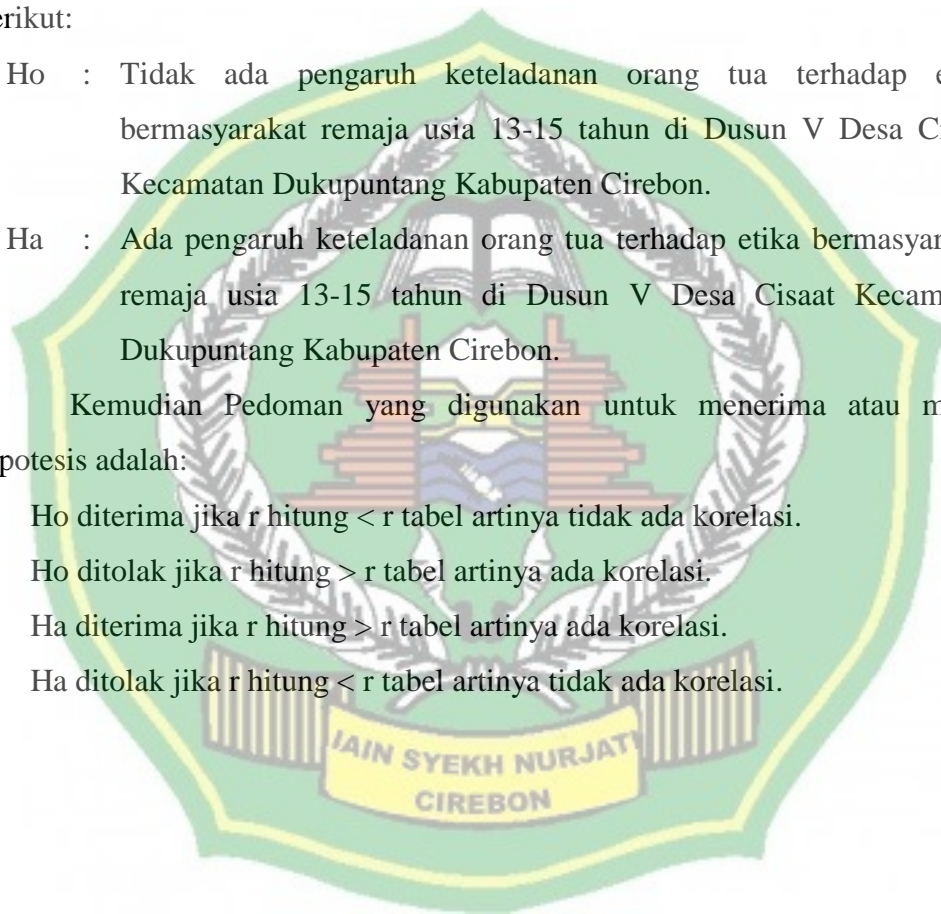 erikut:
Ho : Tidak ada pengaruh keteladanan orang tua terhadap e
bermasyarakat remaja usia 13-15 tahun di Dusun V Desa Ci
Kecamatan Dukupuntang Kabupaten Cirebon.
Ha : Ada pengaruh keteladanan orang tua terhadap etika bermasyar
remaja usia 13-15 tahun di Dusun V Desa Cisaat Kecam
Dukupuntang Kabupaten Cirebon.
Kemudian Pedoman yang digunakan untuk menerima atau m
potesis adalah:
Ho diterima jika r hitung < r tabel artinya tidak ada korelasi.
Ho ditolak jika r hitung > r tabel artinya ada korelasi.
Ha diterima jika r hitung > r tabel artinya ada korelasi.
Ha ditolak jika r hitung < r tabel artinya tidak ada korelasi.
IAIN SYEKH NURJATI
CIREBON